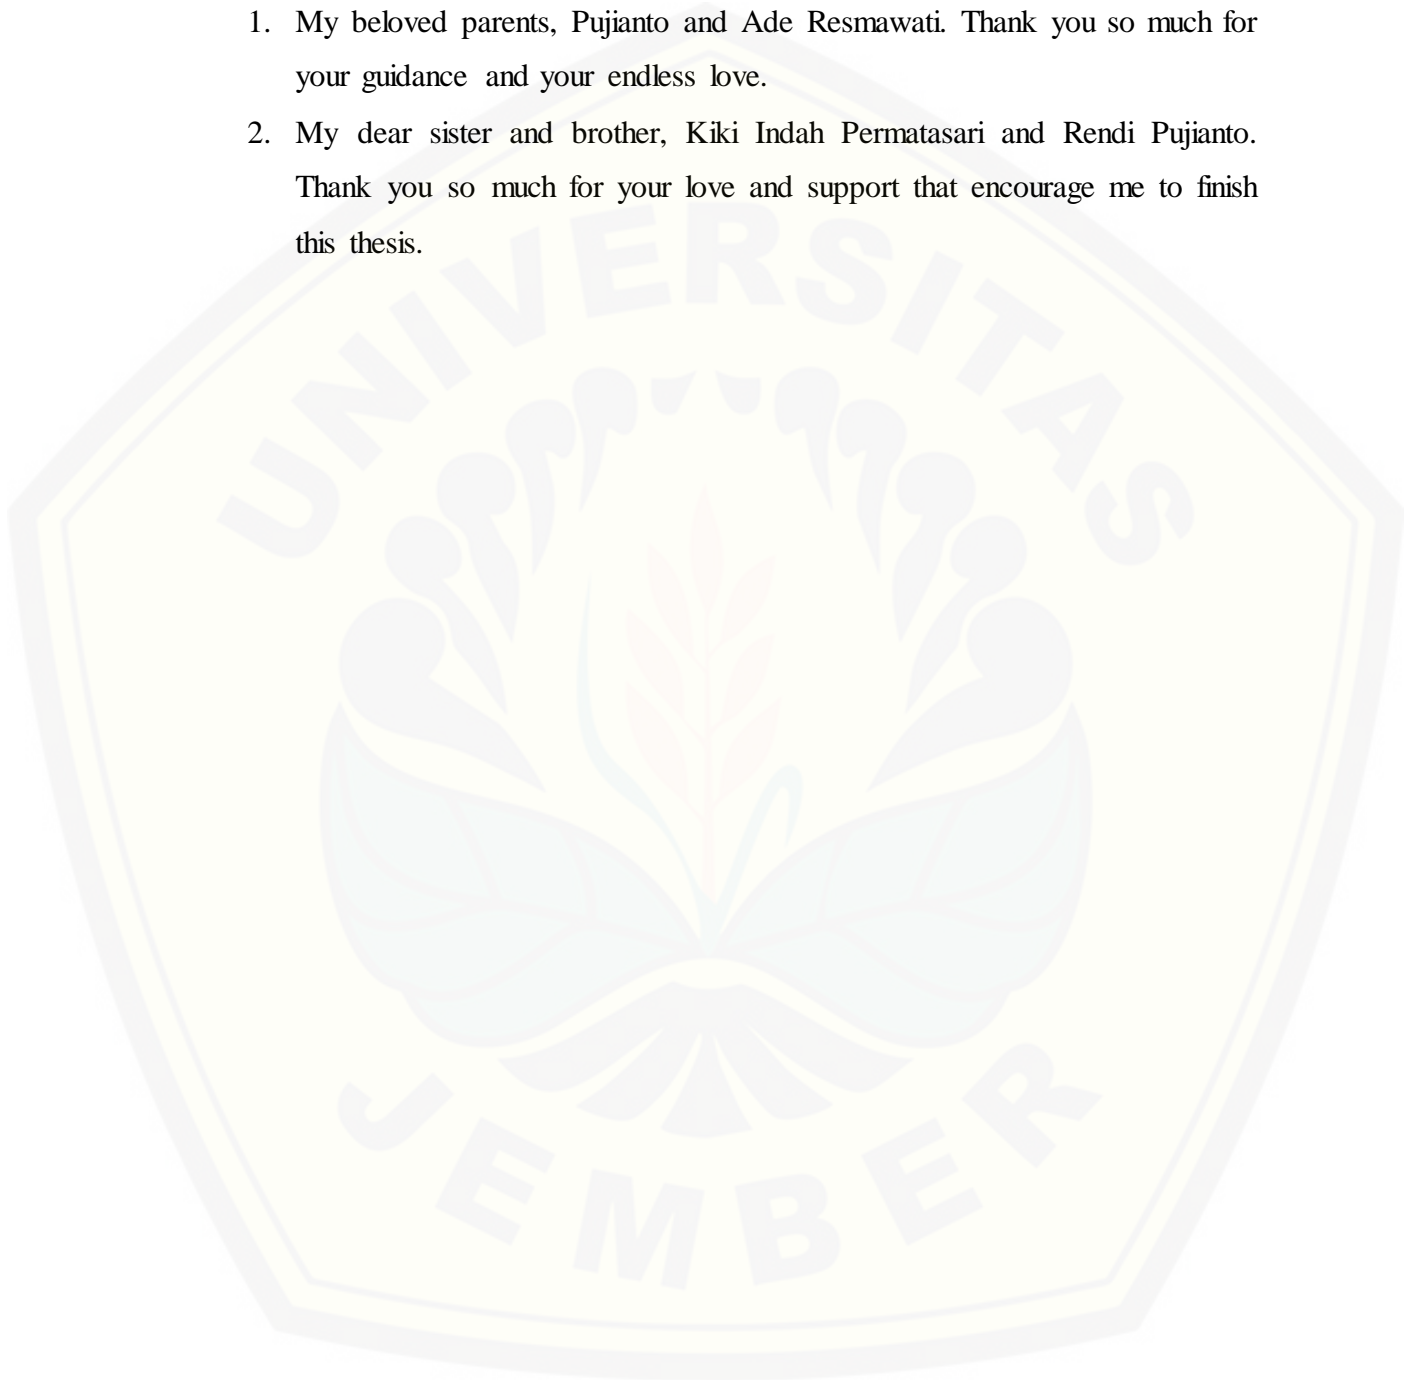 1. My beloved parents, Pujianto and Ade Resmawati. Thank you so much for
your guidance and your endless love.
2. My dear sister and brother, Kiki Indah Permatasari and Rendi Pujianto.
Thank you so much for your love and support that encourage me to finish
this thesis.
UNIVERSITAS
JEMBER